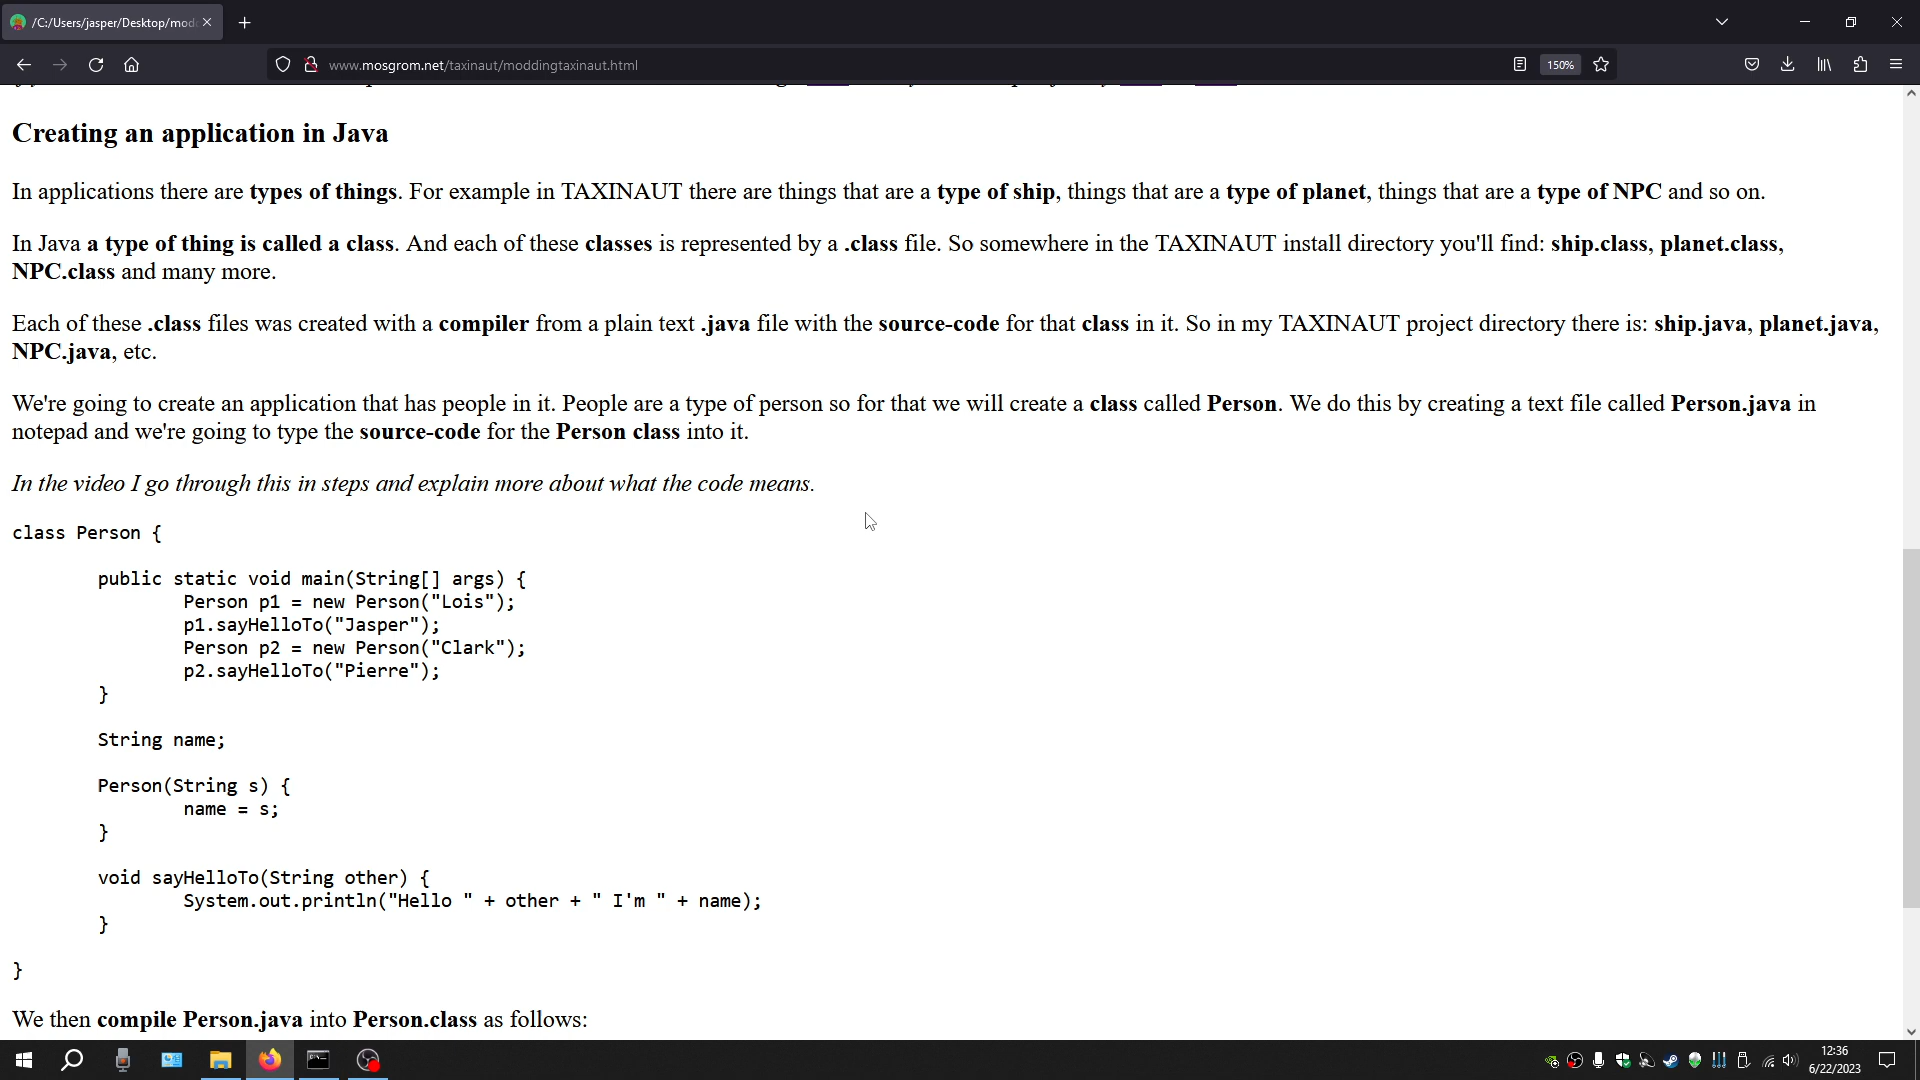 /C:/Users/jasper/Desktop/mod
www.mosgrom.net/taxinaut/moddingtaxinaut.html
150%
Creating an application in Java
In applications there are types of things. For example in TAXINAUT there are things that are a type of ship, things that are a type of planet, things that are a type of NPC and so on.
In Java a type of thing is called a class. And each of these classes is represented by a .class file. So somewhere in the TAXINAUT install directory you'll find: ship.class, planet.class,
NPC.class and many more.
Each of these .class files was created with a compiler from a plain text .java file with the source-code for that class in it. So in my TAXINAUT project directory there is: ship.java, planet.java,
NPC.java, etc.
We're going to create an application that has people in it. People are a type of person so for that we will create a class called Person. We do this by creating a text file called Person.java in
notepad and we're going to type the source-code for the Person class into it.
In the video I go through this in steps and explain more about what the code means.
class Person {
public static void main(String[] args) {
Person p1 = new Person("Lois");
p1.sayHelloTo("Jasper");
Person p2 = new Person("Clark");
p2.sayHelloTo("Pierre");
}
String name;
Person(String s) {
name = s;
}
void sayHelloTo(String other) {
System.out.println("Hello " + other + " I'm " + name);
}
}
We then compile Person.java into Person.class as follows:
12:36
6/22/2023